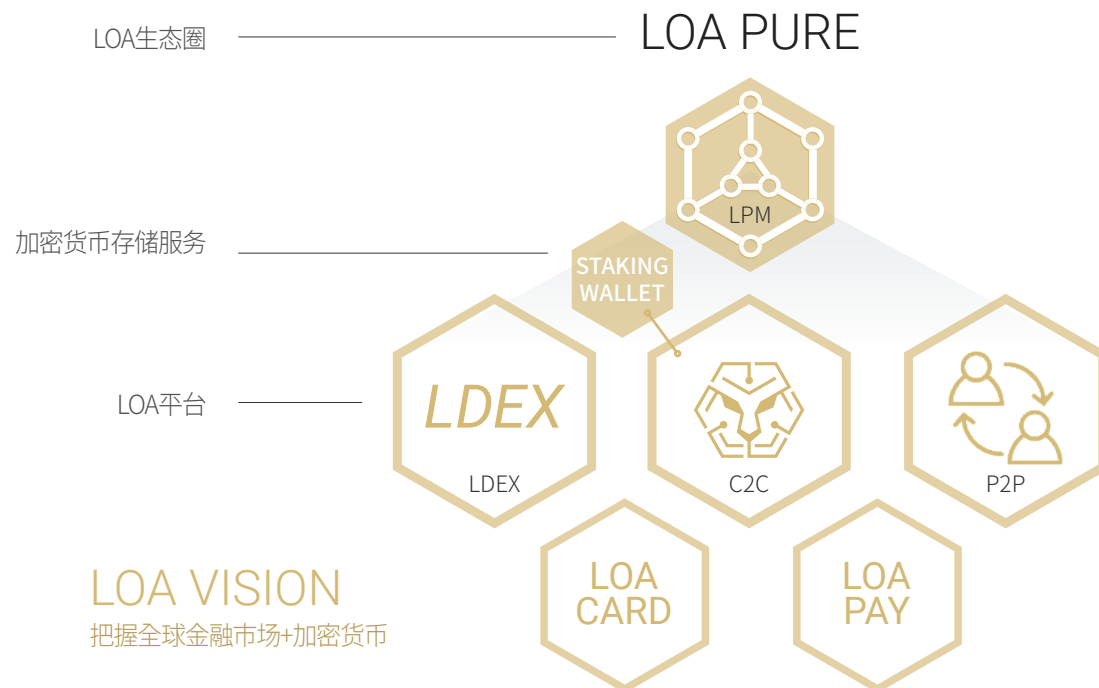 LOA生态圈
LOA PURE
LPM
加密货币存储服务
STAKING
WALLET
LOA平台
LDEX
LDEX
C2C
P2P
LOA
CARD
LOA
PAY
LOA VISION
把握全球金融市场+加密货币